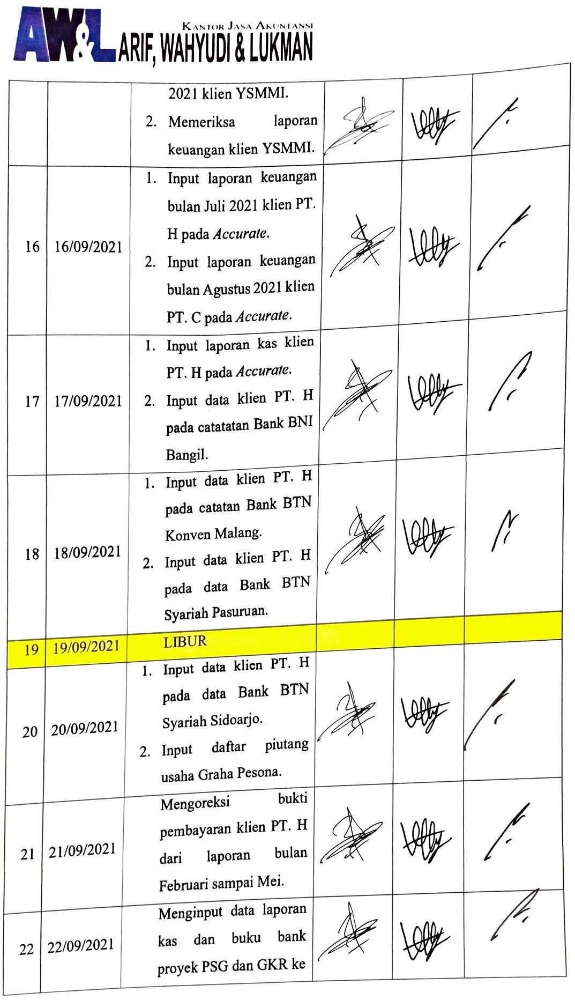 AW&L
KANTOR JASA AKUNTANSI
ARIF, WAHYUDI & LUKMAN
2021 klien YSMMI.
2. Memeriksa laporan
keuangan klien YSMMI.
16 16/09/2021
1. Input laporan keuangan
bulan Juli 2021 klien PT.
H pada Accurate.
2. Input laporan keuangan
bulan Agustus 2021 klien
PT. C pada Accurate.
17 17/09/2021
1. Input laporan kas klien
PT. H pada Accurate.
2. Input data klien PT. H
pada catatatan Bank BNI
Bangil.
18 18/09/2021
1. Input data klien PT. H
pada catatan Bank BTN
Konven Malang.
2. Input data klien PT. H
pada data Bank BTN
Syariah Pasuruan.
19 19/09/2021 LIBUR
20 20/09/2021
1. Input data klien PT. H
pada data Bank BTN
Syariah Sidoarjo.
2. Input daftar piutang
usaha Graha Pesona.
21 21/09/2021
Mengoreksi bukti
pembayaran klien PT. H
dari laporan bulan
Februari sampai Mei.
22 22/09/2021
Menginput data laporan
kas dan buku bank
proyek PSG dan GKR ke